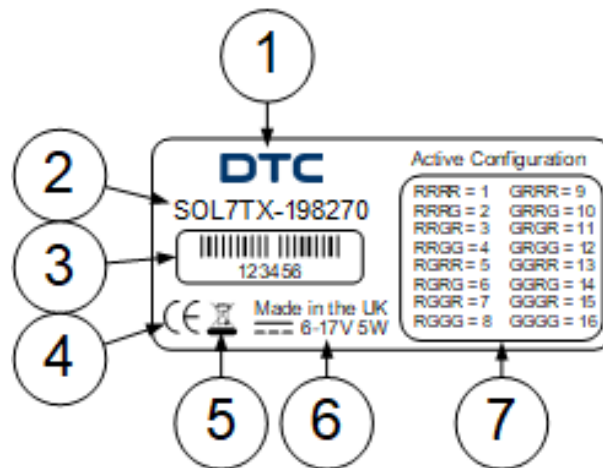 1
DTC
Active Configuration
2
SOL7TX-198270
RRRR = 1 GRRR = 9
RRRG = 2 GRRG = 10
RRGR = 3 GRGR = 11
RRGG = 4 GRGG = 12
RGRR = 5 GGRR = 13
RGRG = 6 GGRG = 14
RGGR = 7 GGGR = 15
RGGG = 8 GGGG = 16
3
123456
4
CE
Made in the UK
6-17V 5W
5
6
7